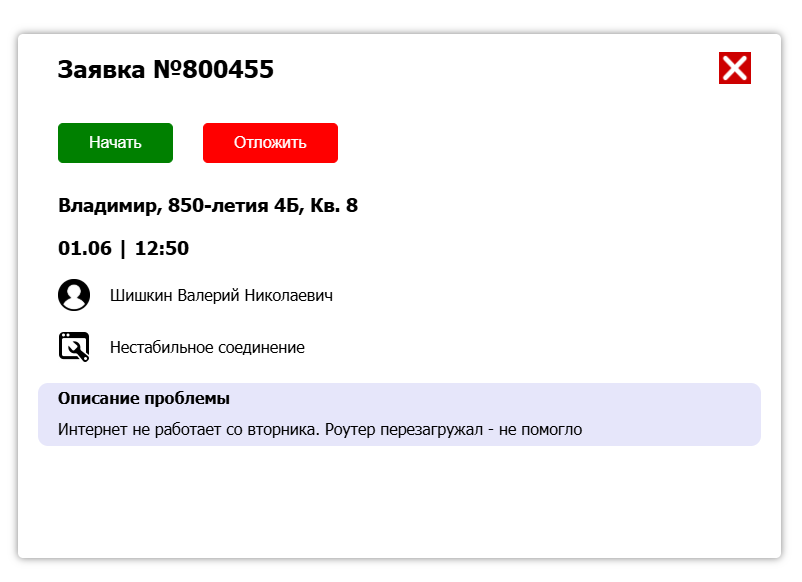 Заявка №800455
Начать
Отложить
Владимир, 850-летия 4Б, Кв. 8
01.06 | 12:50
Шишкин Валерий Николаевич
Нестабильное соединение
Описание проблемы
Интернет не работает со вторника. Роутер перезагружал - не помогло